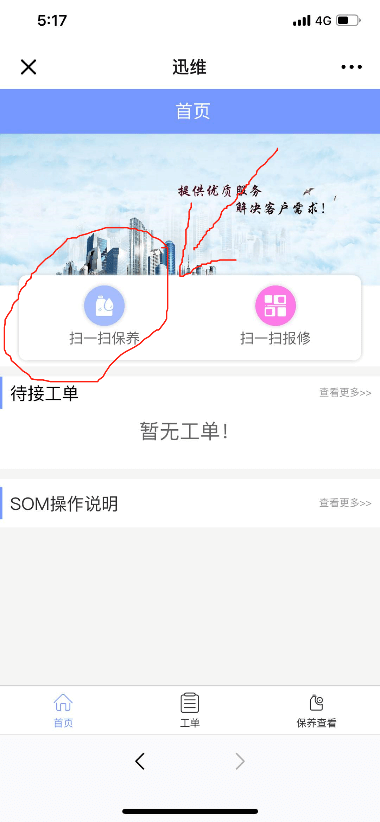 5:17
4G
迅维
首页
提供优质服务
解决客户需求！
扫一扫保养
扫一扫报修
待接工单
查看更多>>
暂无工单！
SOM操作说明
查看更多>>
首页
工单
保养查看